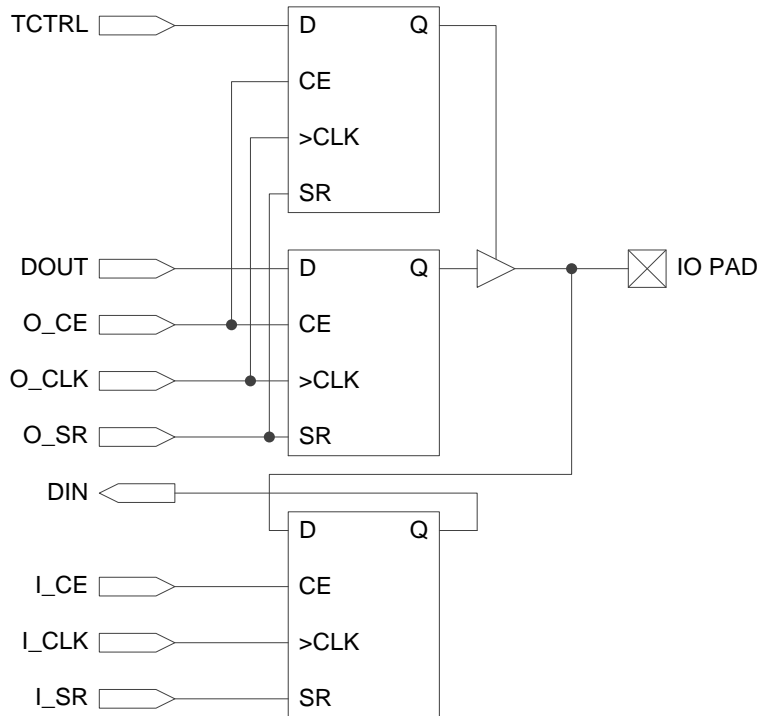 TCTRL D Q
CE
>CLK
SR
DOUT D Q IO PAD
O_CE CE
O_CLK >CLK
O_SR SR
DIN
D Q
I_CE CE
I_CLK >CLK
I_SR SR